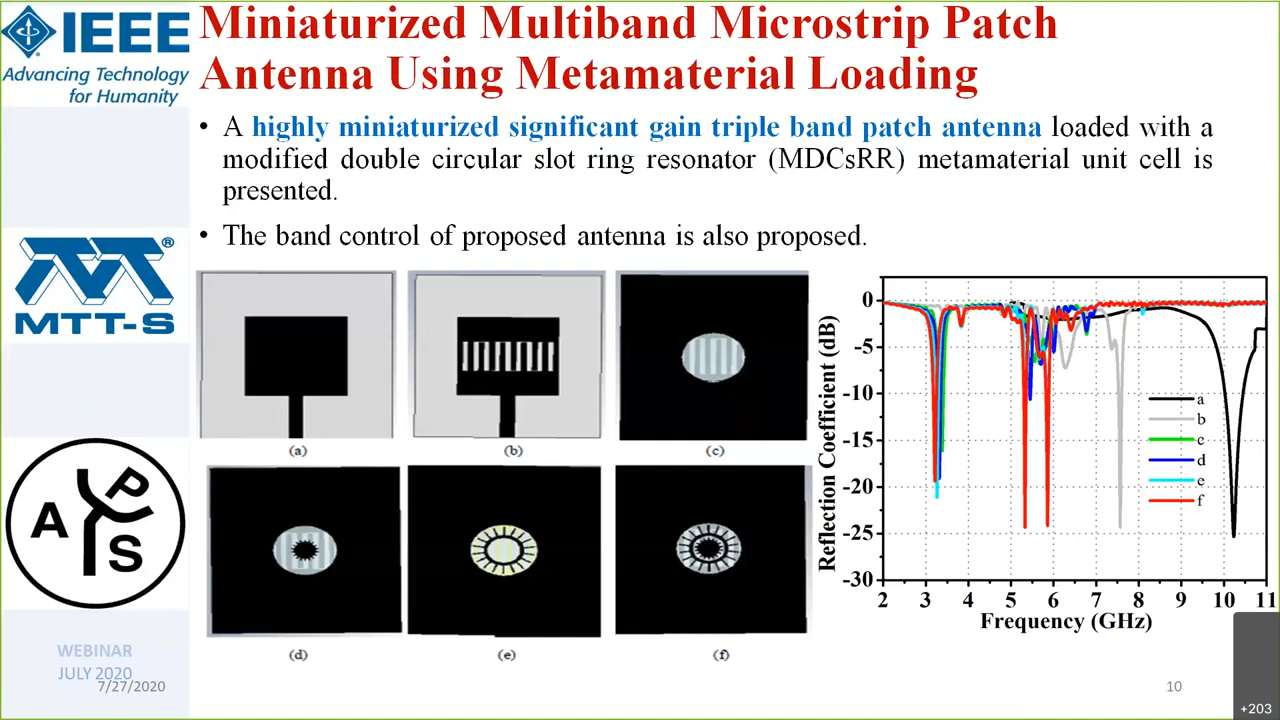 IEEE
Advancing Technology
for Humanity
Miniaturized Multiband Microstrip Patch
Antenna Using Metamaterial Loading
• A highly miniaturized significant gain triple band patch antenna loaded with a
modified double circular slot ring resonator (MDCsRR) metamaterial unit cell is
presented.
• The band control of proposed antenna is also proposed.
®
MTT-S
APS
WEBINAR
JULY 2020
7/27/2020
(a)
(b)
(c)
(d)
(e)
(f)
Reflection Coefficient (dB)
0
-5
-10
-15
-20
-25
-30
a
b
c
d
e
f
2 3 4 5 6 7 8 9 10 11
Frequency (GHz)
10
+203